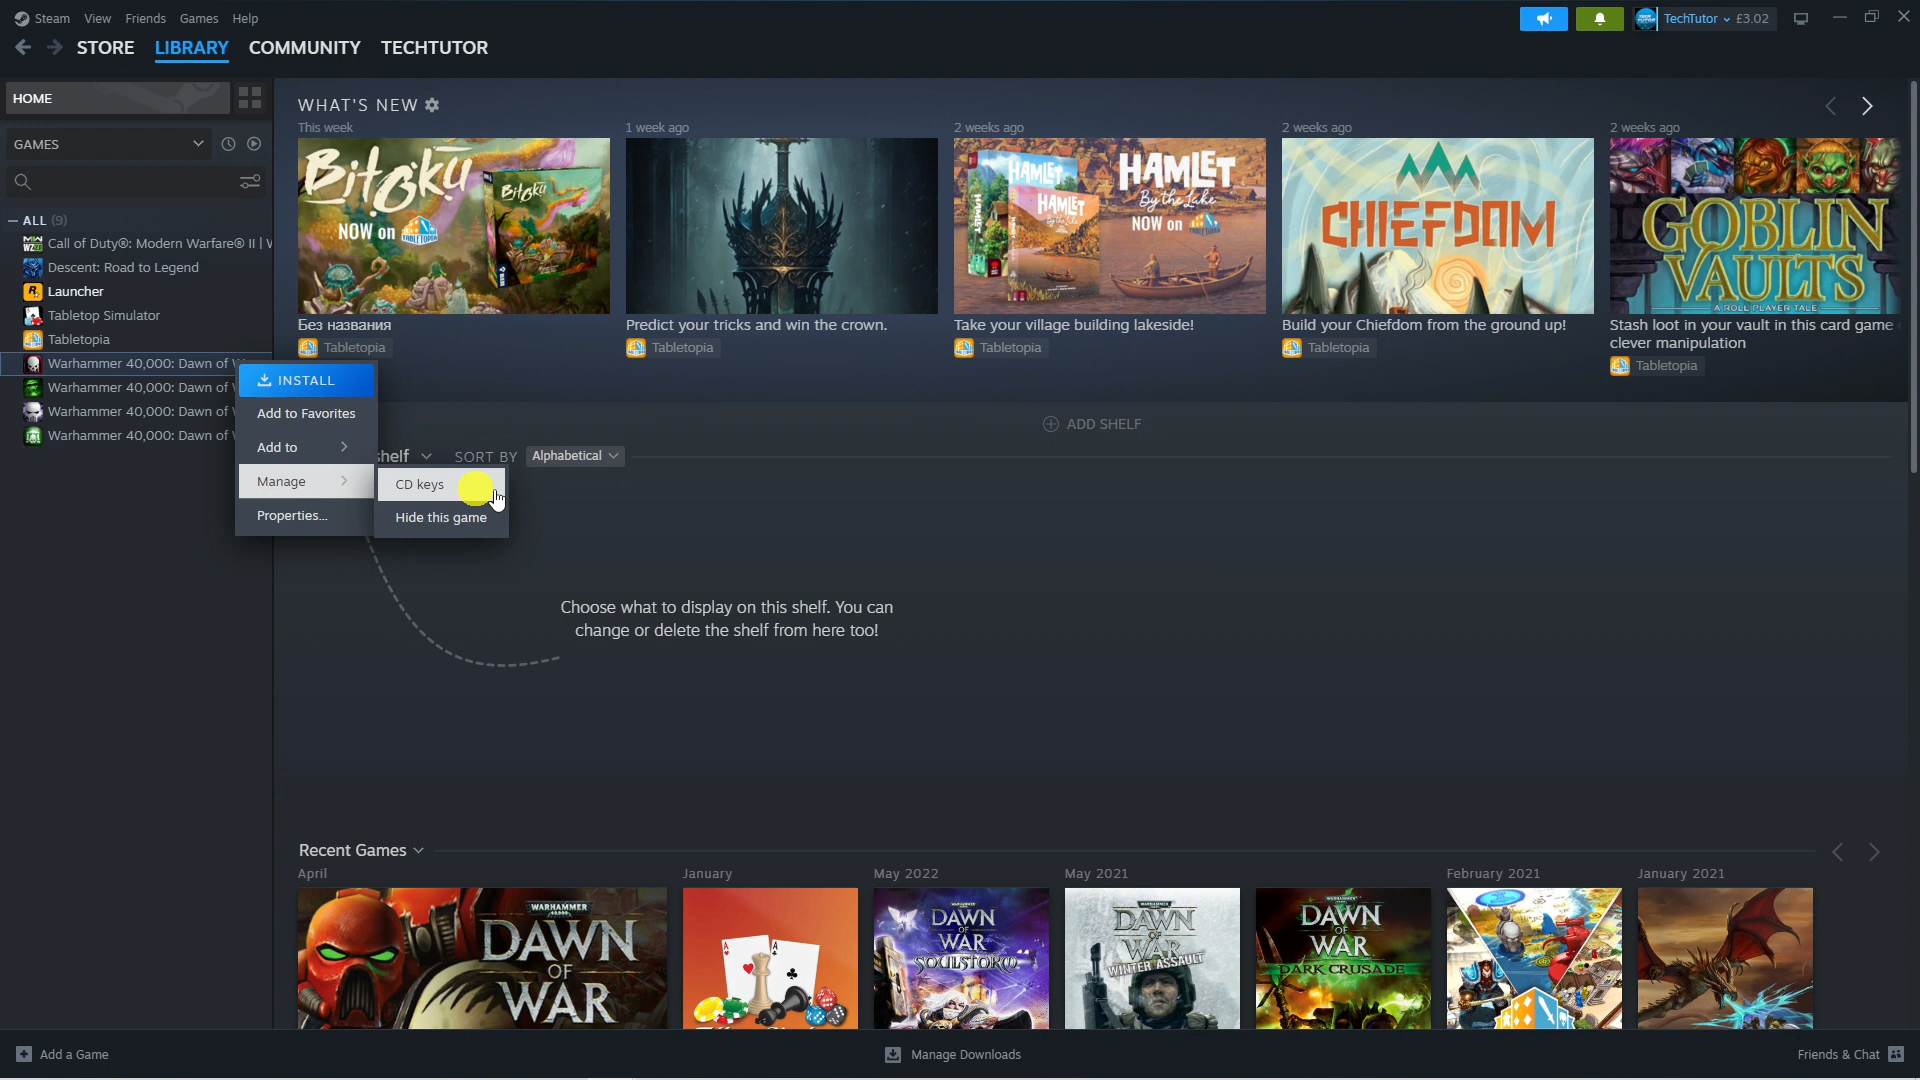 Steam View Friends Games Help
TechTutor £3.02
STORE LIBRARY COMMUNITY TECHTUTOR
HOME
GAMES
ALL (9)
Call of Duty®: Modern Warfare® II |
Descent: Road to Legend
Launcher
Tabletop Simulator
Tabletopia
Warhammer 40,000: Dawn of
Warhammer 40,000: Dawn of
Warhammer 40,000: Dawn of
Warhammer 40,000: Dawn of
INSTALL
Add to Favorites
Add to
Manage
Properties...
CD keys
Hide this game
WHAT'S NEW
This week
Bitoku
NOW on TABLETOPIA
BITOKU
Без названия
Tabletopia
1 week ago
Predict your tricks and win the crown.
Tabletopia
2 weeks ago
HAMLET
By the Lake
NOW on
HAMLET
HAMLET
HAMLET
Take your village building lakeside!
Tabletopia
2 weeks ago
CHIEFDOM
Build your Chiefdom from the ground up!
Tabletopia
2 weeks ago
GOBLIN
VAULTS
A ROLL PLAYER TALE
Stash loot in your vault in this card game
clever manipulation
Tabletopia
ADD SHELF
shelf SORT BY Alphabetical
Choose what to display on this shelf. You can
change or delete the shelf from here too!
Recent Games
April
WARHAMMER
40,000
DAWN
OF
WAR
January
May 2022
DAWN
OF
WAR
SOULSTORM
May 2021
DAWN
OF
WAR
WINTER ASSAULT
DAWN
OF
WAR
DARK CRUSADE
February 2021
January 2021
Add a Game
Manage Downloads
Friends & Chat